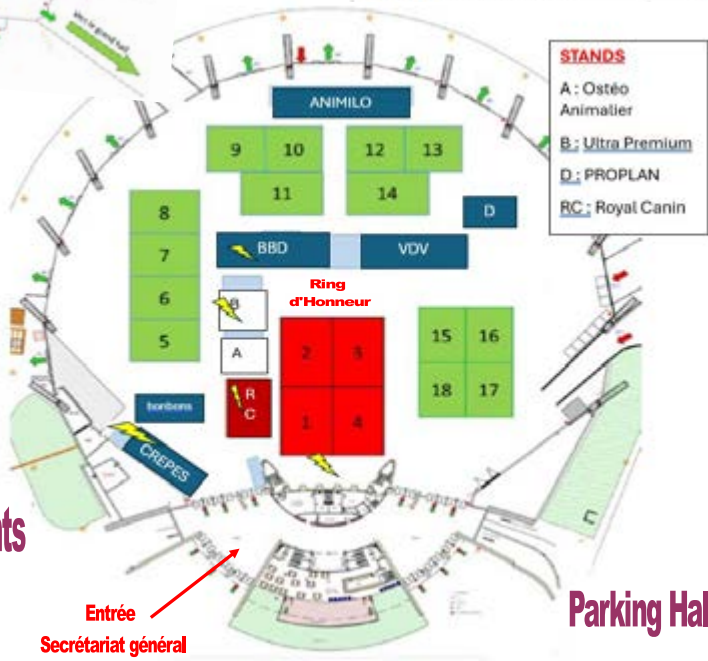 Vers le grand hall
STANDS
A : Ostéo
Animalier
B : Ultra Premium
D : PROPLAN
RC : Royal Canin
ANIMILO
9
10
12
13
11
14
8
7
6
5
D
BBD
VDV
Ring
d'Honneur
B
A
R
C
2
3
1
4
15
16
18
17
bonbons
CREPES
nts
Entrée
Secrétariat général
Parking Hal